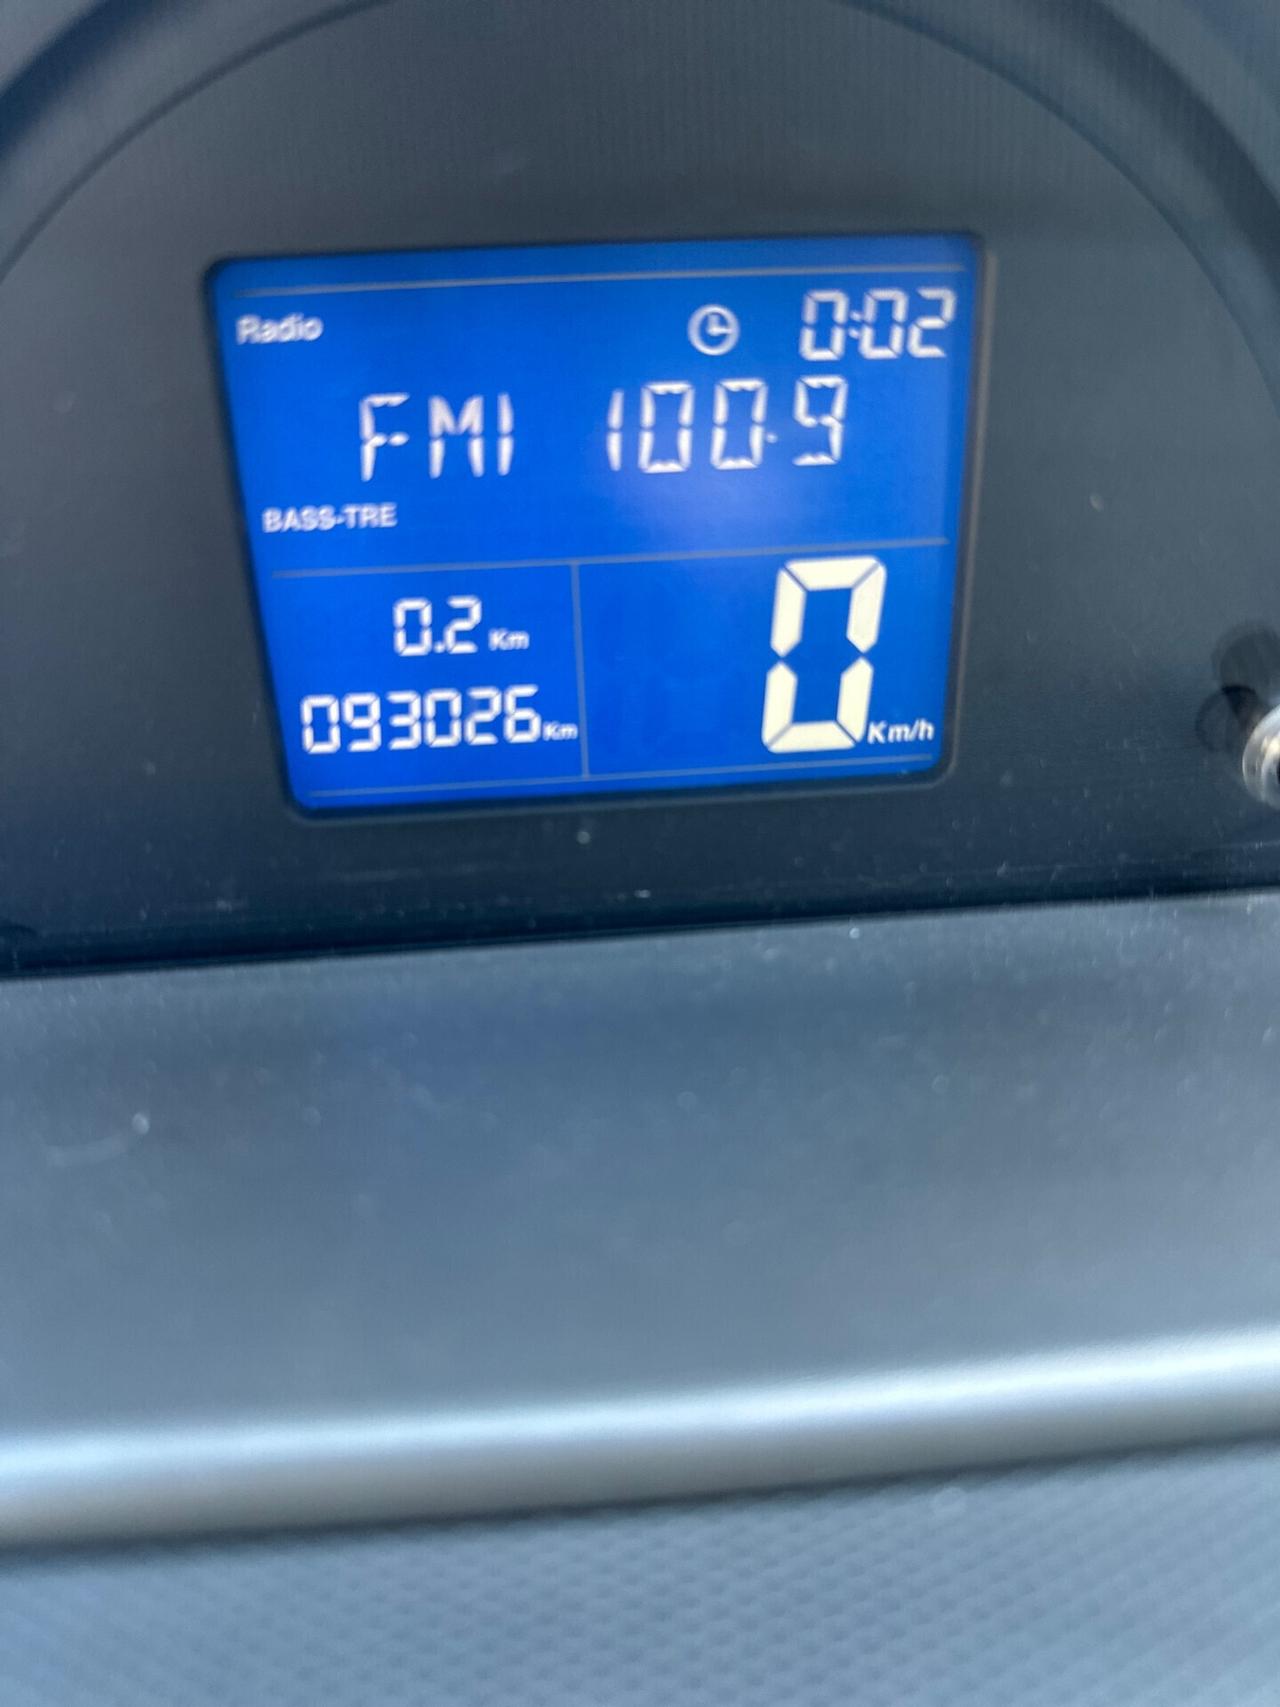 Radio 0:02
FM1 100.9
BASS-TRE
0.2 Km
093026 Km
0 Km/h